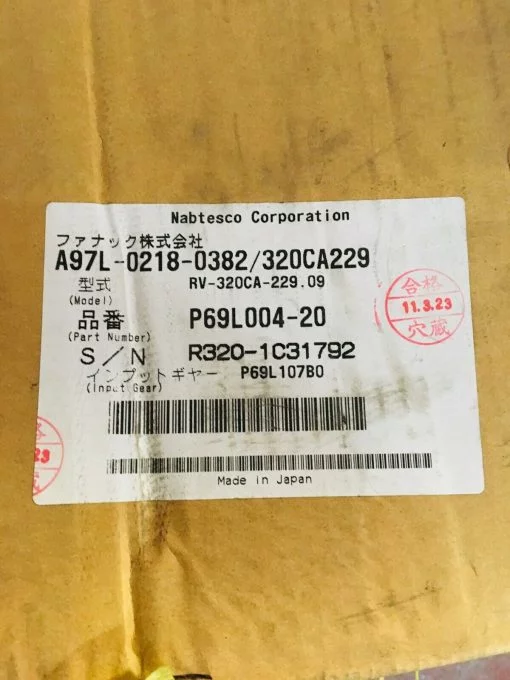 Nabtesco Corporation
ファナック株式会社
A97L-0218-0382/320CA229
型式 RV-320CA-229.09
(Model)
品番 P69L004-20
(Part Number)
S/N R320-1C31792
インプットギヤー P69L107B0
(Input Gear)
Made in Japan
合格
11.3.23
穴蔵
合
23